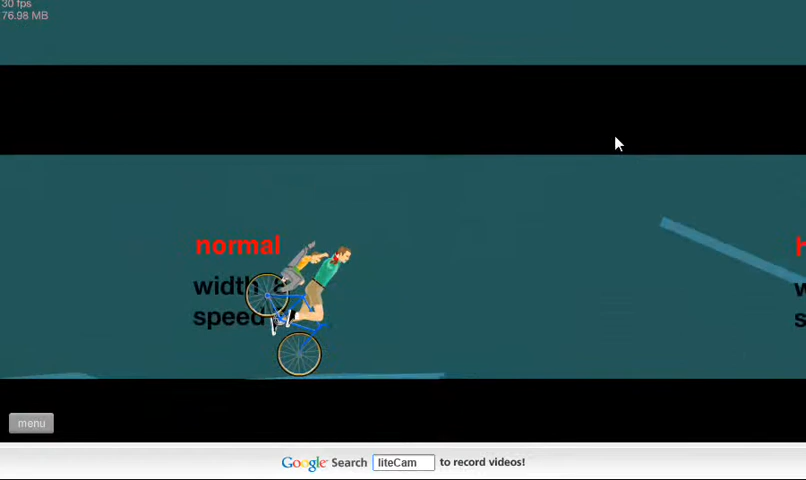 30 fps
76.98 MB
normal
width
speed
menu
Google Search liteCam to record videos!